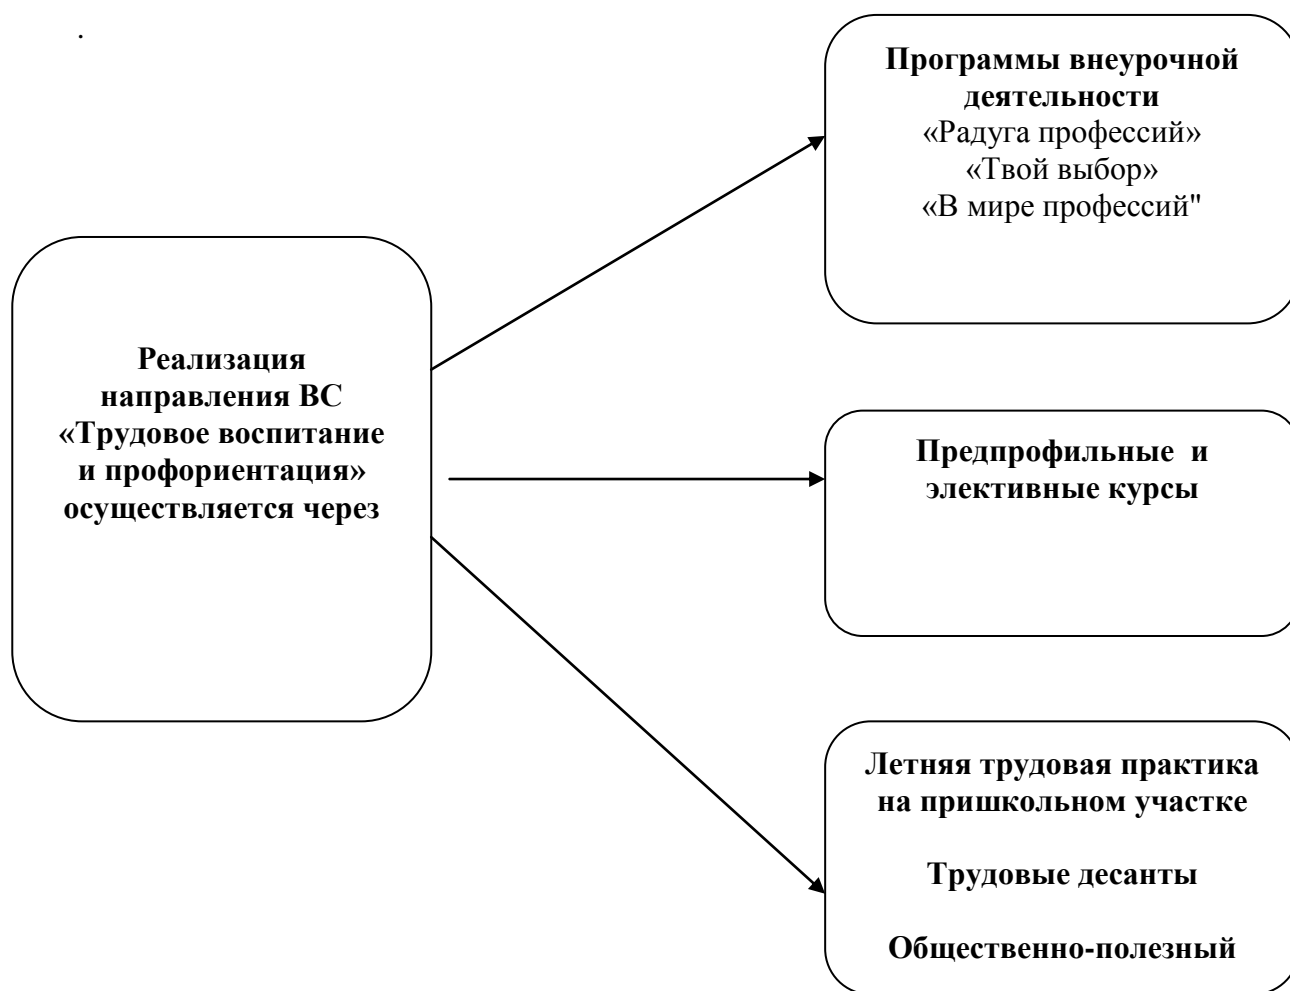 .
Реализация
направления ВС
«Трудовое воспитание
и профориентация»
осуществляется через
Программы внеурочной
деятельности
«Радуга профессий»
«Твой выбор»
«В мире профессий"
Предпрофильные  и
элективные курсы
Летняя трудовая практика
на пришкольном участке
Трудовые десанты
Общественно-полезный